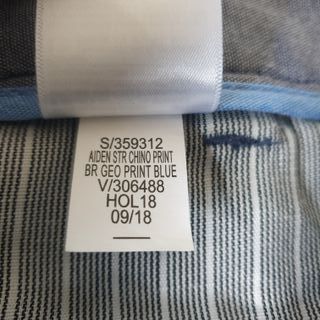 S/359312
AIDEN STR CHINO PRINT
BR GEO PRINT BLUE
V/306488
HOL18
09/18